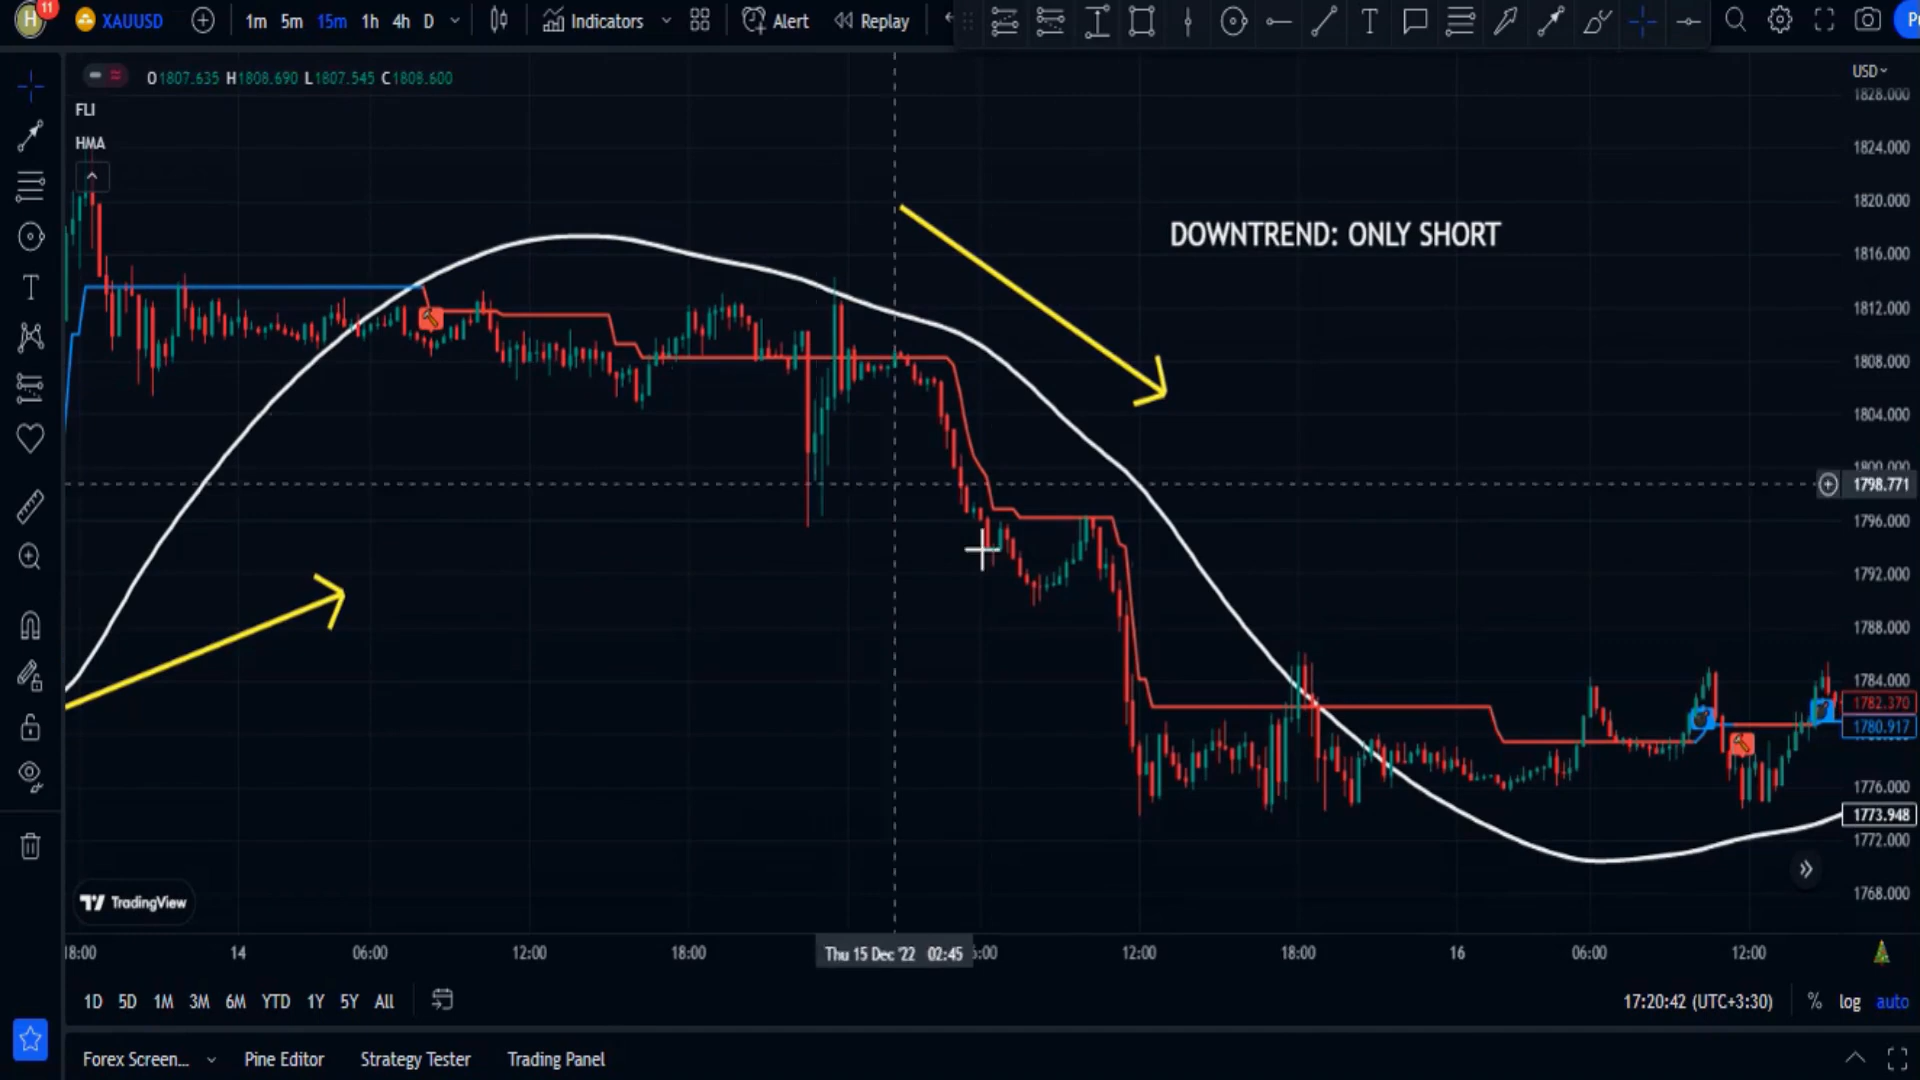 H 11 XAUUSD 1m 5m 15m 1h 4h D Indicators Alert Replay
O1807.635 H1808.690 L1807.545 C1808.600
FLI
HMA
DOWNTREND: ONLY SHORT
USD
1828.000
1824.000
1820.000
1816.000
1812.000
1808.000
1804.000
1800.000
1798.771
1796.000
1792.000
1788.000
1784.000
1782.370
1780.917
1776.000
1773.948
1772.000
1768.000
TradingView
18:00 14 06:00 12:00 18:00 Thu 15 Dec '22 02:45 12:00 18:00 16 06:00 12:00
1D 5D 1M 3M 6M YTD 1Y 5Y All 17:20:42 (UTC+3:30) % log auto
Forex Screen... Pine Editor Strategy Tester Trading Panel